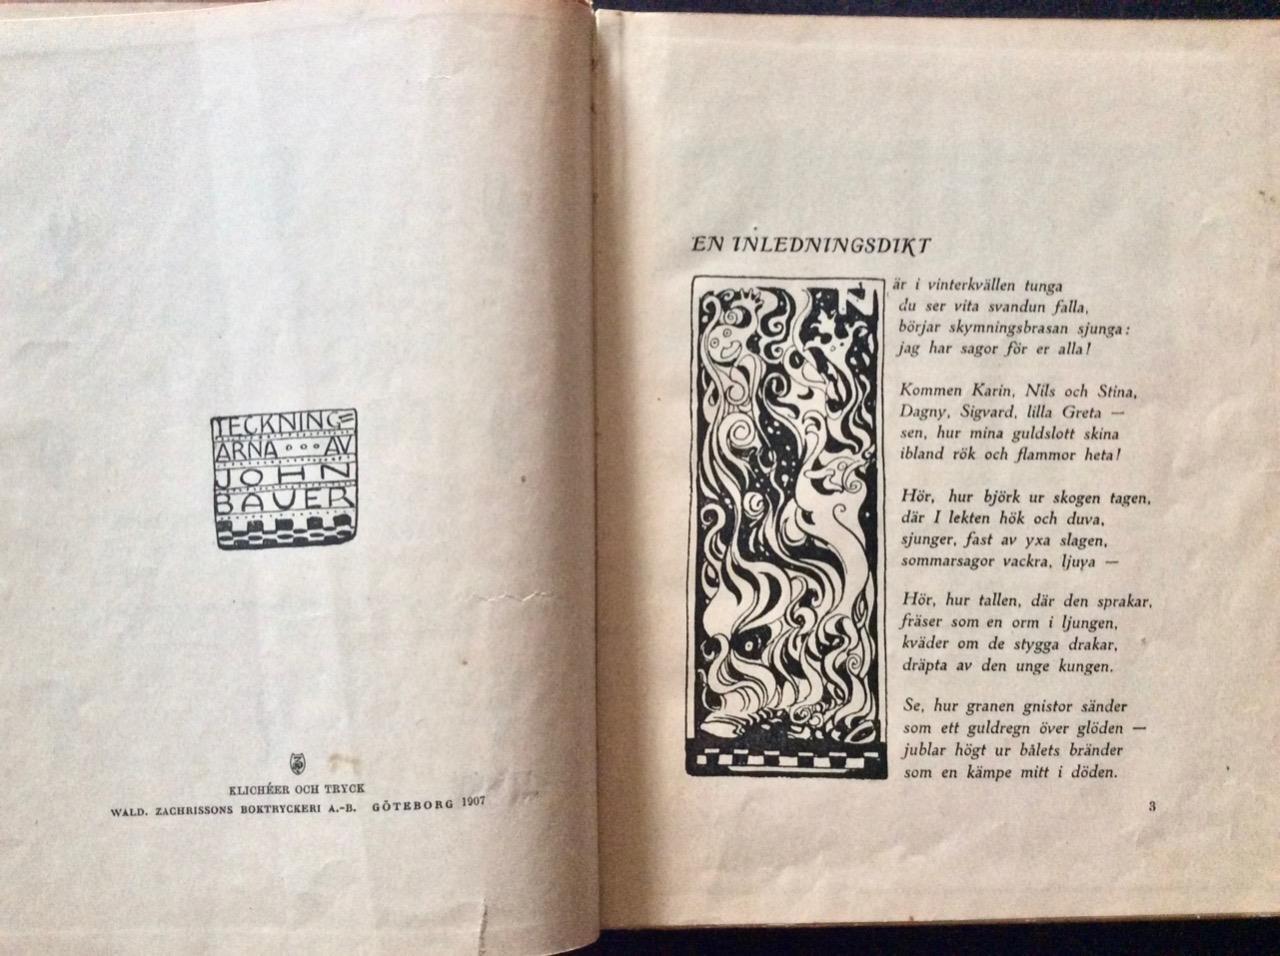 TECKNING=
ARNA AV
JOHN
BAUER
KLICHÉER OCH TRYCK
WALD. ZACHRISSONS BOKTRYCKERI A.-B. GÖTEBORG 1907
EN INLEDNINGSDIKT
När i vinterkvällen tunga
du ser vita svandun falla,
börjar skymningsbrasan sjunga:
jag har sagor för er alla!
Kommen Karin, Nils och Stina,
Dagny, Sigvard, lilla Greta —
sen, hur mina guldslott skina
ibland rök och flammor heta!
Hör, hur björk ur skogen tagen,
där I lekten hök och duva,
sjunger, fast av yxa slagen,
sommarsagor vackra, ljuva —
Hör, hur tallen, där den sprakar,
fräser som en orm i ljungen,
kväder om de stygga drakar,
dräpta av den unge kungen.
Se, hur granen gnistor sänder
som ett guldregn över glöden —
jublar högt ur bålets bränder
som en kämpe mitt i döden.
3